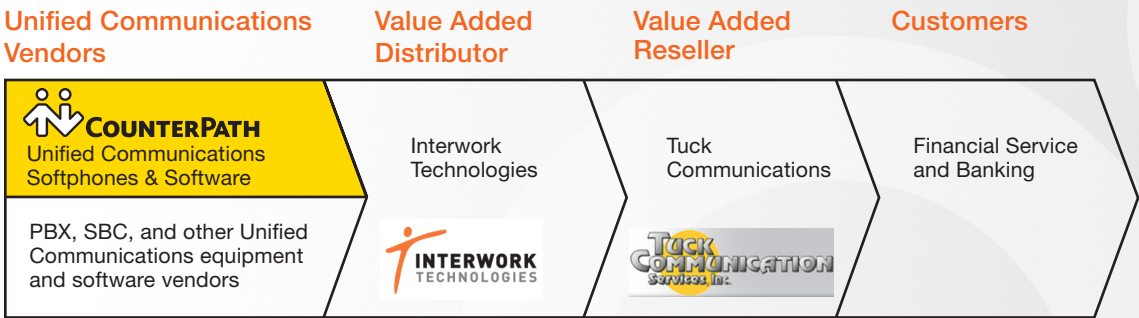 Unified Communications
Vendors
Value Added
Distributor
Value Added
Reseller
Customers
COUNTERPATH
Unified Communications
Softphones & Software
PBX, SBC, and other Unified
Communications equipment
and software vendors
Interwork
Technologies
INTERWORK
TECHNOLOGIES
Tuck
Communications
TUCK
COMMUNICATION
Services, Inc.
Financial Service
and Banking